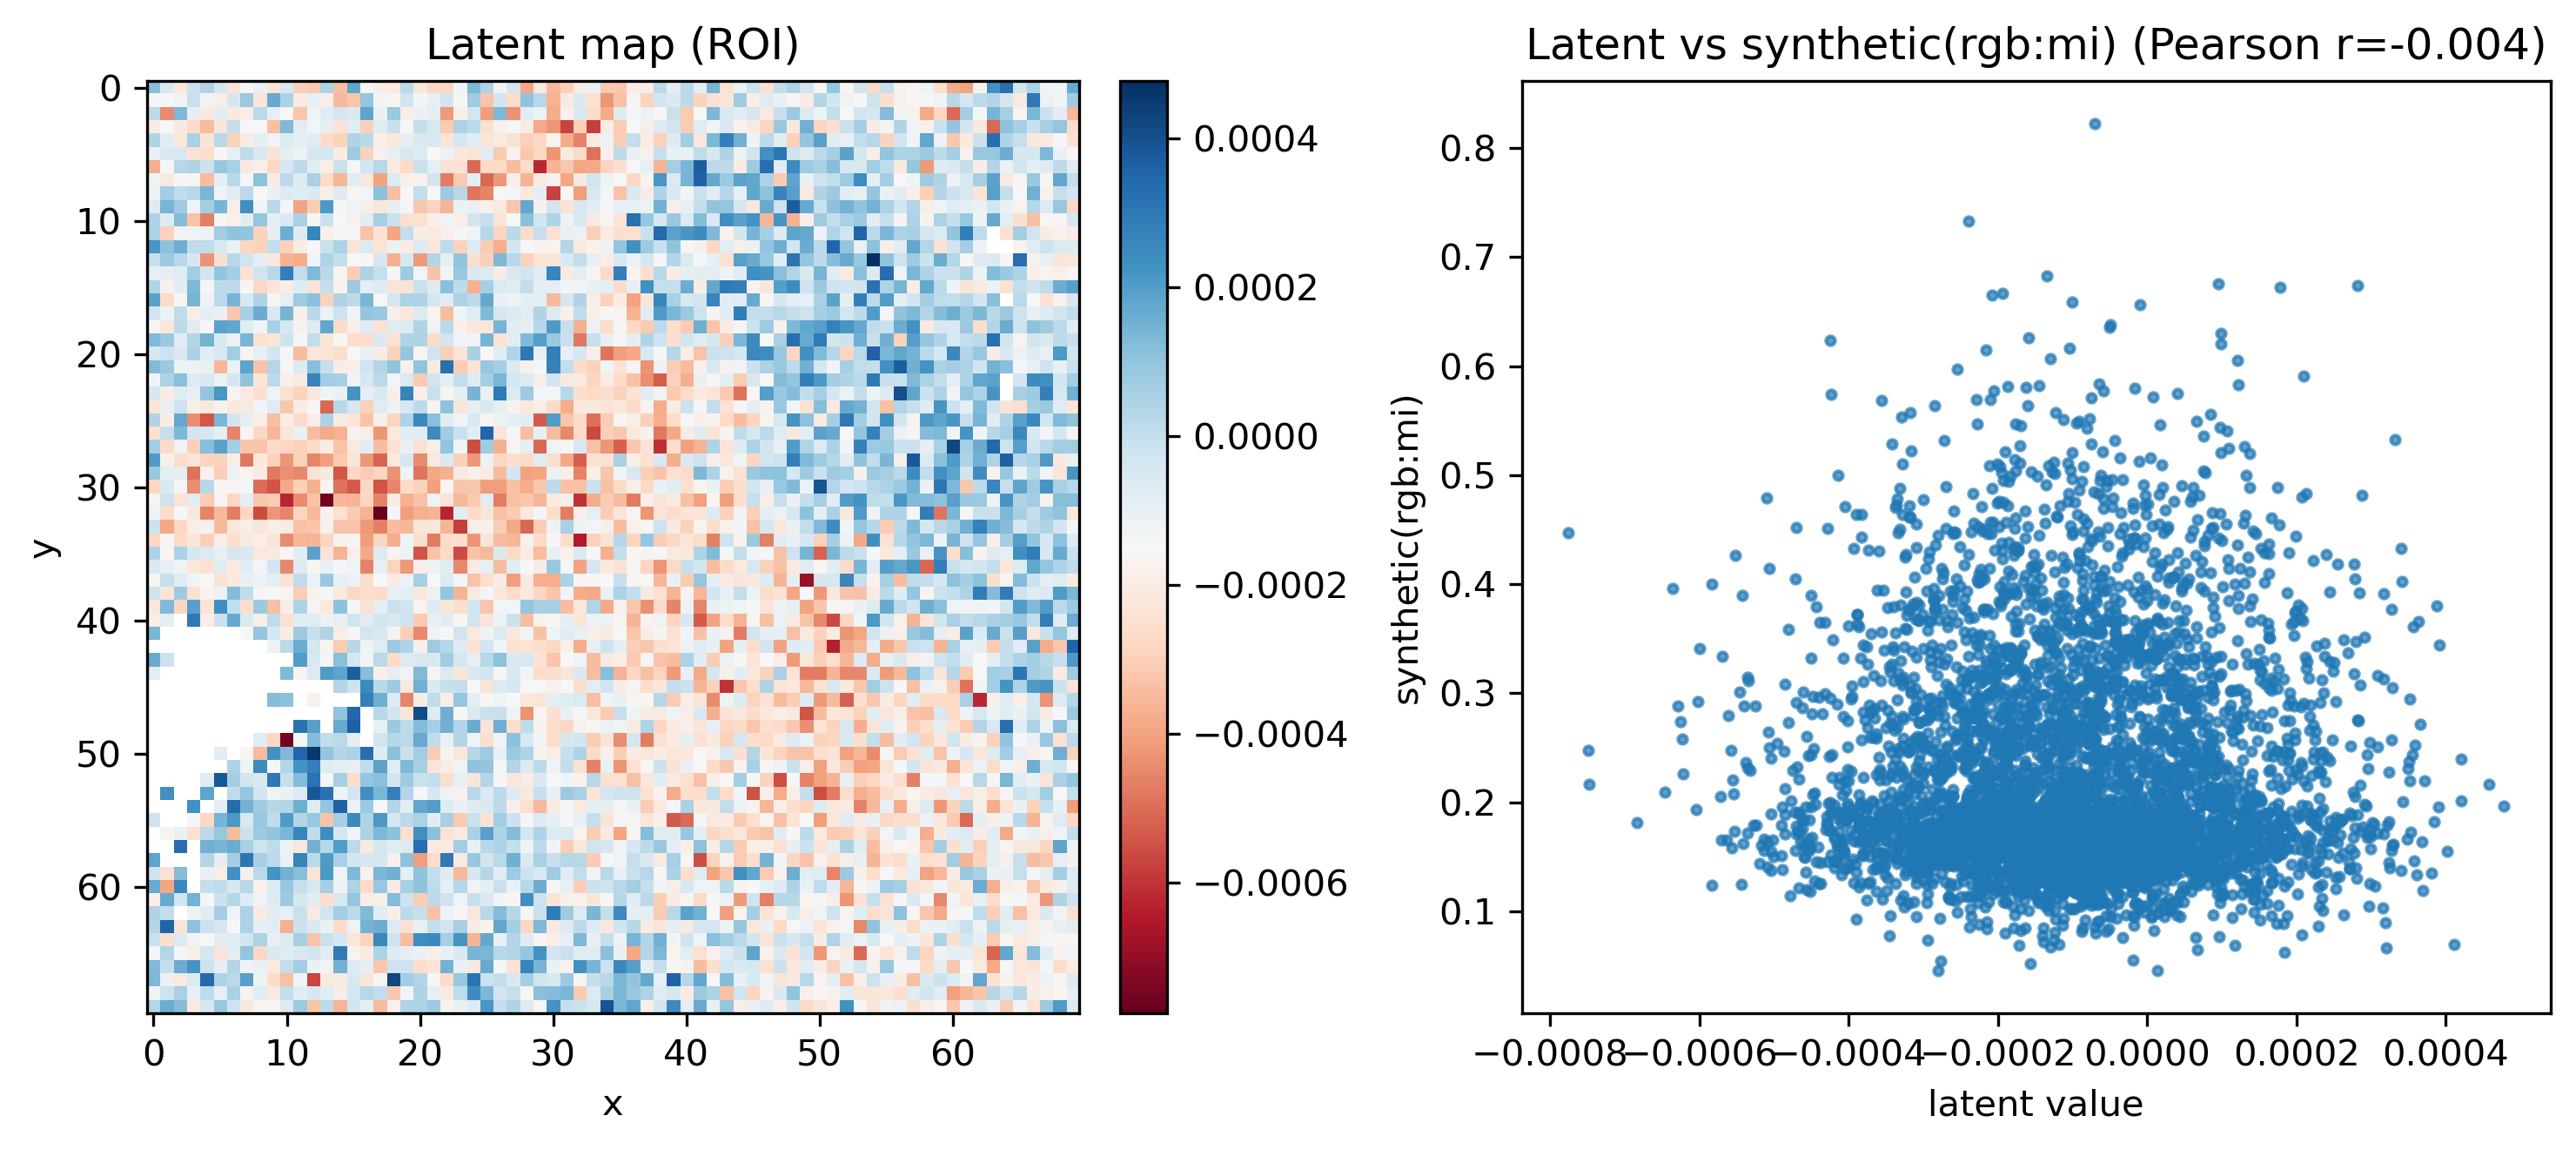 Latent map (ROI)
0
10
20
30
40
50
60
y
0 10 20 30 40 50 60
x
0.0004
0.0002
0.0000
−0.0002
−0.0004
−0.0006
Latent vs synthetic(rgb:mi) (Pearson r=-0.004)
0.8
0.7
0.6
0.5
0.4
0.3
0.2
0.1
synthetic(rgb:mi)
−0.0008 −0.0006 −0.0004 −0.0002 0.0000 0.0002 0.0004
latent value